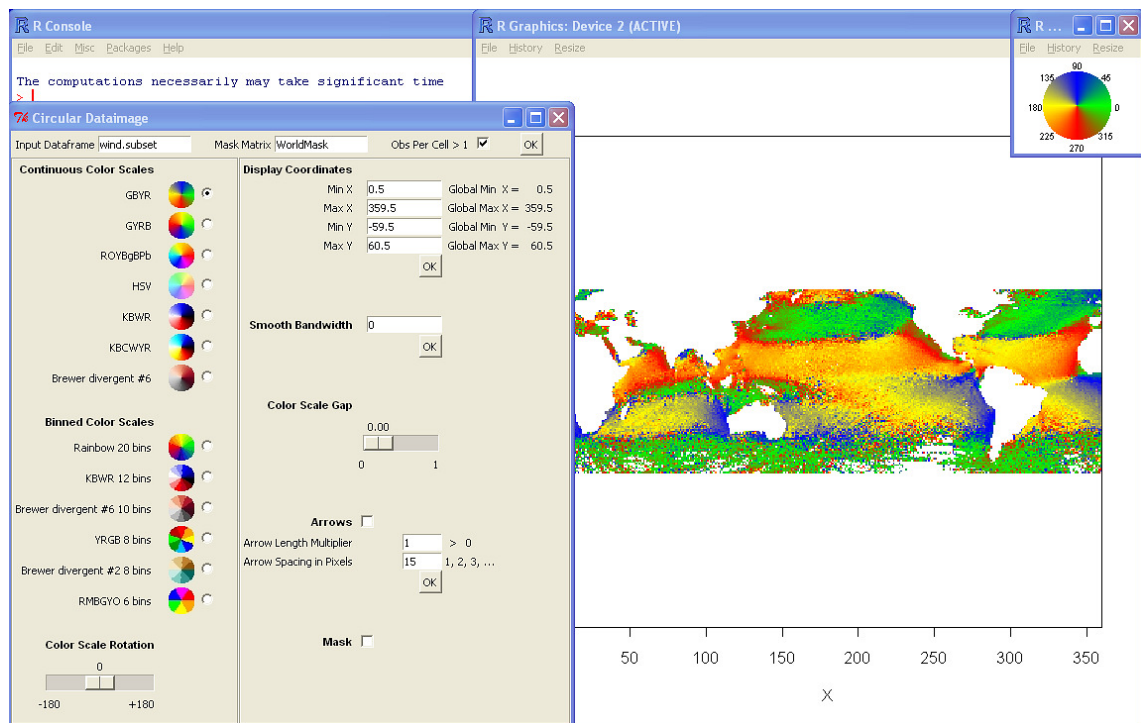 R Console
File Edit Misc Packages Help
The computations necessarily may take significant time
>
R Graphics: Device 2 (ACTIVE)
File History Resize
R ...
File History Resize
90
135 45
180 0
225 315
270
Circular Dataimage
Input Dataframe wind.subset Mask Matrix WorldMask Obs Per Cell > 1 OK
Continuous Color Scales
GBYR
GYRB
ROYBgBPb
HSV
KBWR
KBCWYR
Brewer divergent #6
Binned Color Scales
Rainbow 20 bins
KBWR 12 bins
Brewer divergent #6 10 bins
YRGB 8 bins
Brewer divergent #2 8 bins
RMBGYO 6 bins
Color Scale Rotation
0
-180 +180
Display Coordinates
Min X 0.5 Global Min X = 0.5
Max X 359.5 Global Max X = 359.5
Min Y -59.5 Global Min Y = -59.5
Max Y 60.5 Global Max Y = 60.5
OK
Smooth Bandwidth 0
OK
Color Scale Gap
0.00
0 1
Arrows
Arrow Length Multiplier 1 > 0
Arrow Spacing in Pixels 15 1, 2, 3, ...
OK
Mask
50 100 150 200 250 300 350
X